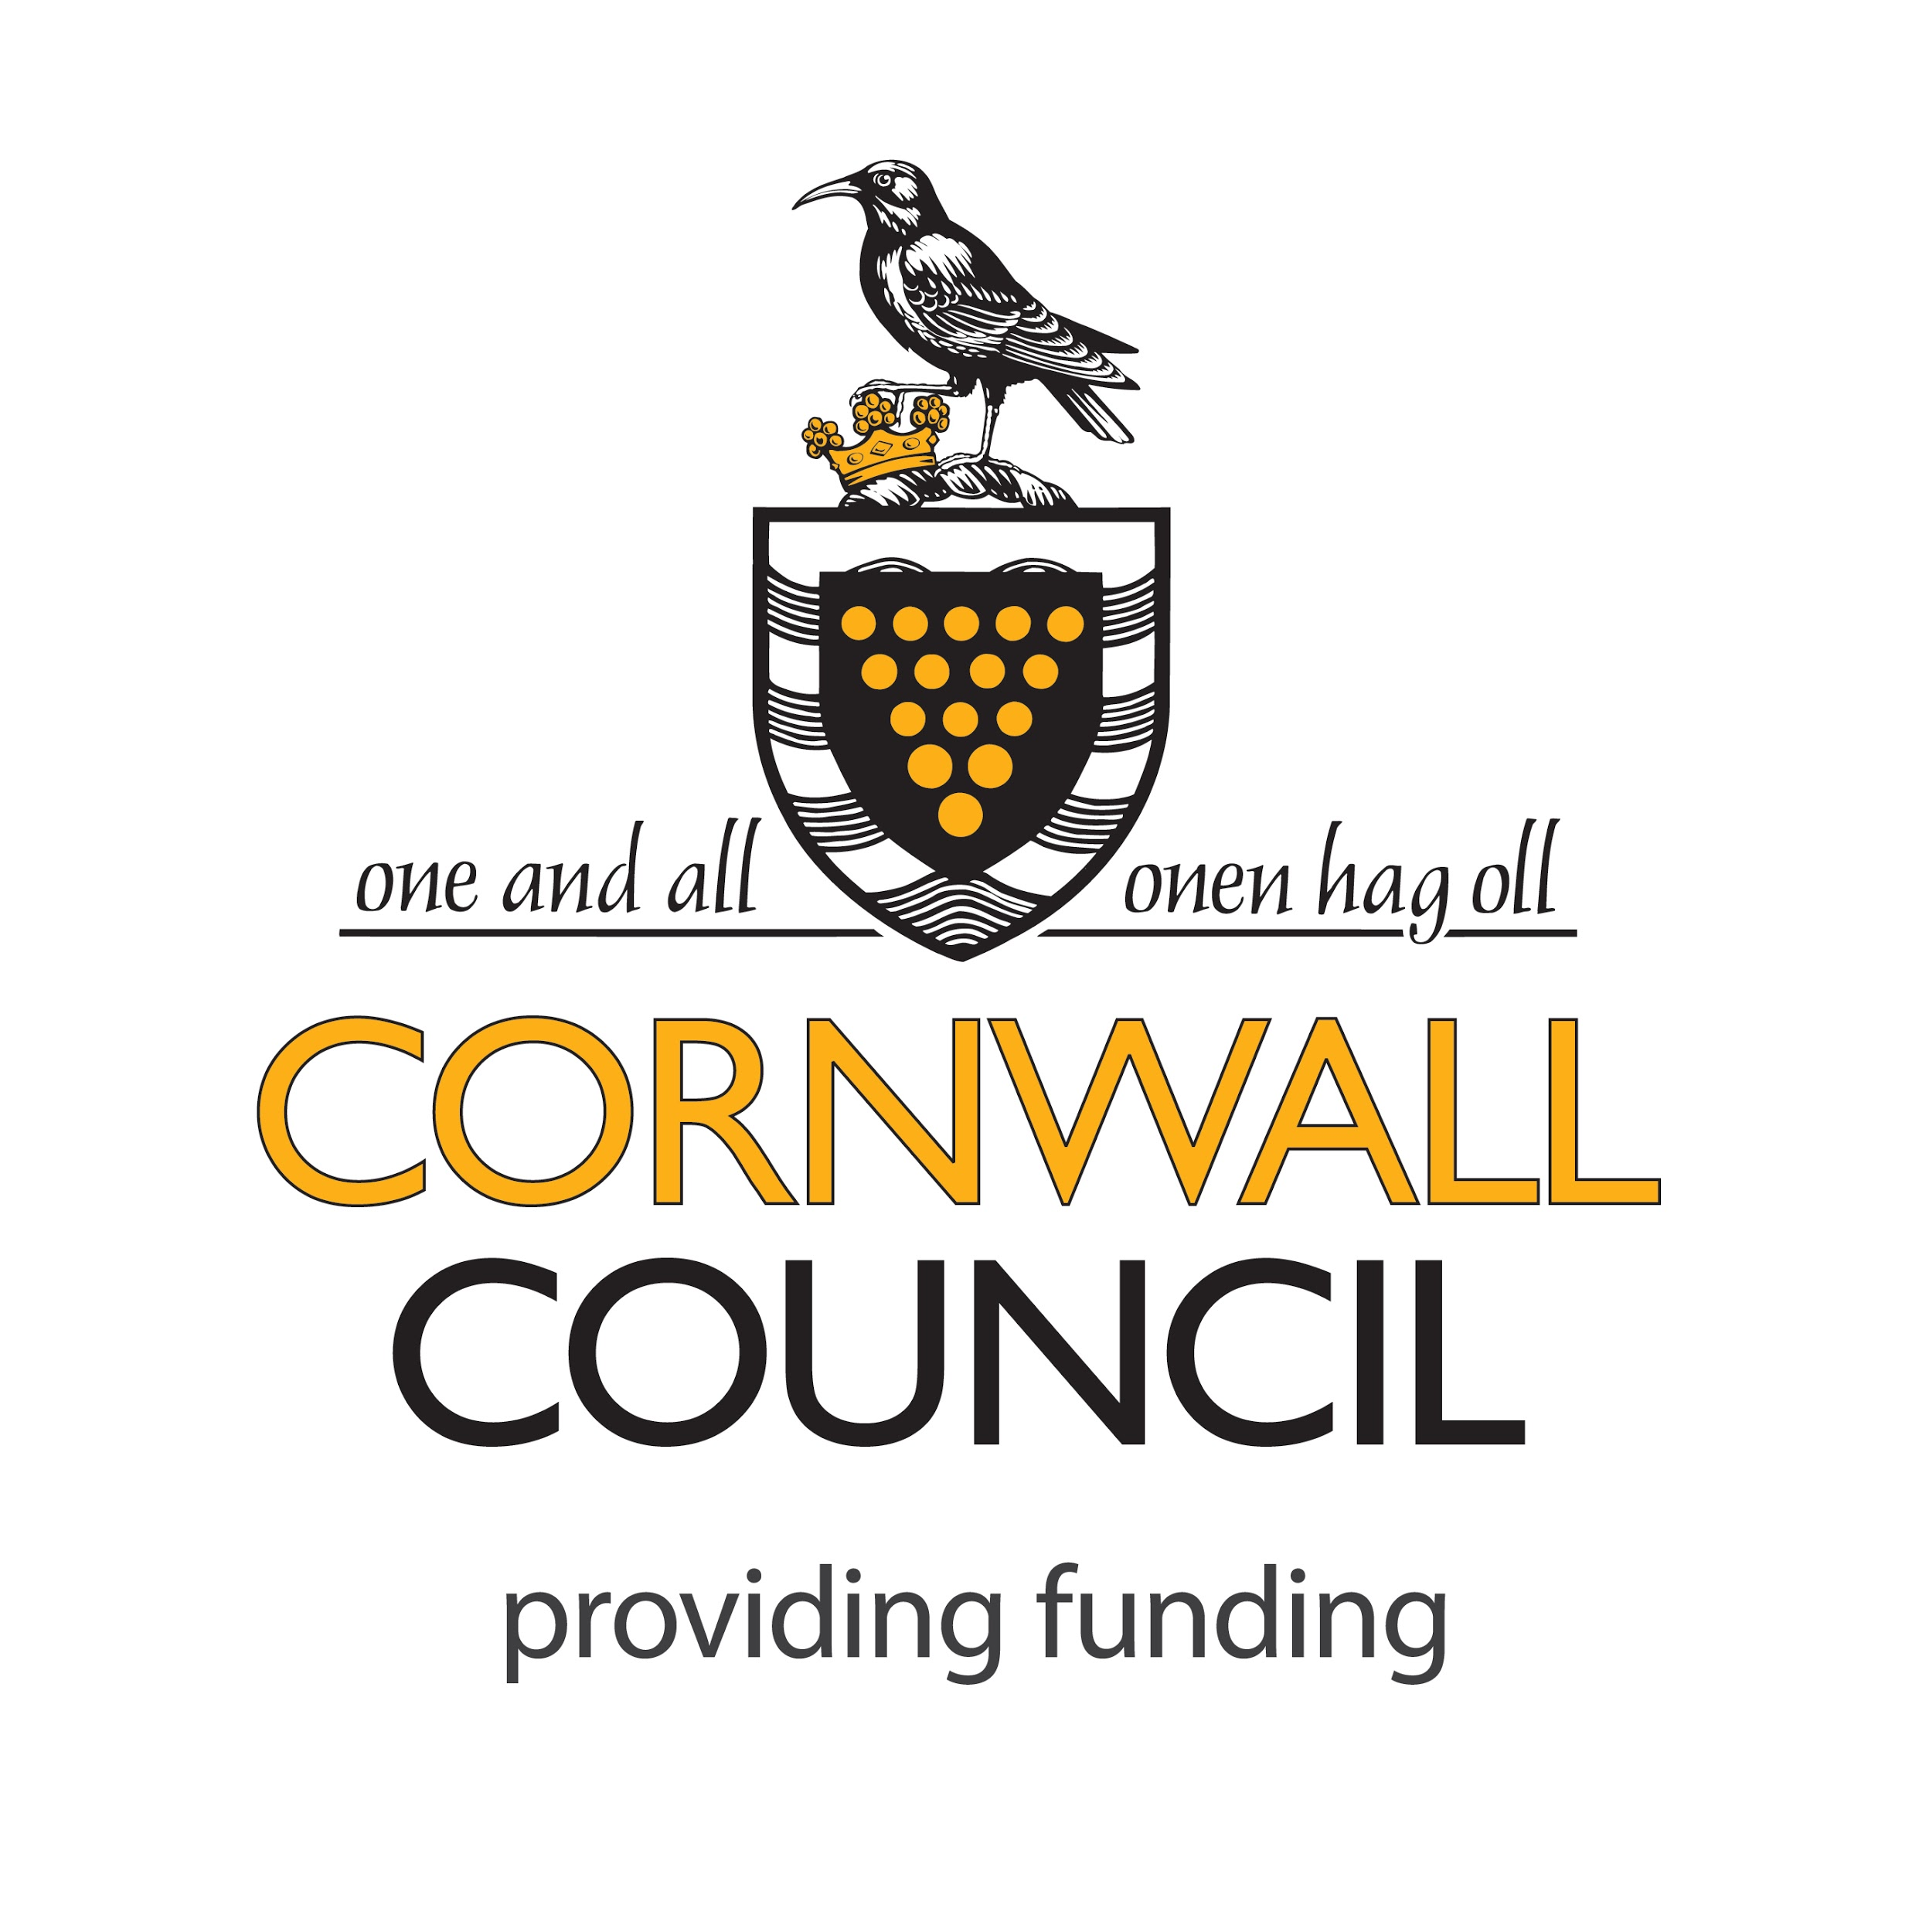 one and all onen hag oll
CORNWALL
COUNCIL
providing funding